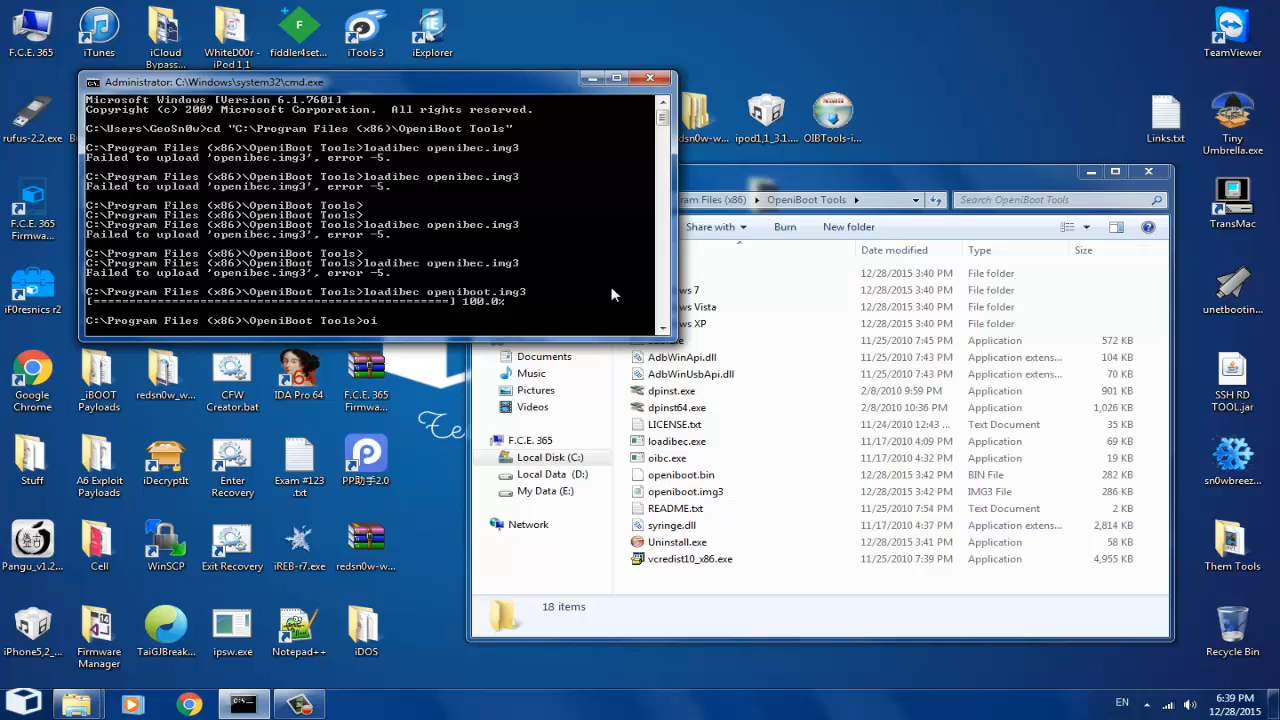 F.C.E. 365
iTunes
iCloud
Bypass...
WhiteD00r -
iPod 1,1
fiddler4set...
iTools 3
iExplorer
TeamViewer
Administrator: C:\Windows\system32\cmd.exe
Microsoft Windows [Version 6.1.7601]
Copyright (c) 2009 Microsoft Corporation. All rights reserved.
C:\Users\GeoSn0w>cd "C:\Program Files (x86)\OpeniBoot Tools"
C:\Program Files (x86)\OpeniBoot Tools>loadibec openibec.img3
Failed to upload 'openibec.img3', error -5.
C:\Program Files (x86)\OpeniBoot Tools>loadibec openibec.img3
Failed to upload 'openibec.img3', error -5.
C:\Program Files (x86)\OpeniBoot Tools>
C:\Program Files (x86)\OpeniBoot Tools>
C:\Program Files (x86)\OpeniBoot Tools>loadibec openibec.img3
Failed to upload 'openibec.img3', error -5.
C:\Program Files (x86)\OpeniBoot Tools>
C:\Program Files (x86)\OpeniBoot Tools>loadibec openibec.img3
Failed to upload 'openibec.img3', error -5.
C:\Program Files (x86)\OpeniBoot Tools>loadibec openiboot.img3
[==================================================] 100.0%
C:\Program Files (x86)\OpeniBoot Tools>oi
rufus-2.2.exe
redsn0w-w...
ipod1,1_3.1...
OIBTools-i...
Links.txt
Tiny
Umbrella.exe
F.C.E. 365
Firmwa...
TransMac
iF0resnics r2
unetbootin...
Program Files (x86)
OpeniBoot Tools
Search OpeniBoot Tools
Share with
Burn
New folder
Date modified
Type
Size
12/28/2015 3:40 PM File folder
ws 7 12/28/2015 3:40 PM File folder
ws Vista 12/28/2015 3:40 PM File folder
ws XP 12/28/2015 3:40 PM File folder
11/25/2010 7:45 PM Application 572 KB
AdbWinApi.dll 11/25/2010 7:43 PM Application extens... 104 KB
AdbWinUsbApi.dll 11/25/2010 7:43 PM Application extens... 70 KB
dpinst.exe 2/8/2010 9:59 PM Application 901 KB
dpinst64.exe 2/8/2010 10:36 PM Application 1,026 KB
LICENSE.txt 11/24/2010 12:43 ... Text Document 35 KB
loadibec.exe 11/17/2010 4:09 PM Application 69 KB
oibc.exe 11/17/2010 4:32 PM Application 19 KB
openiboot.bin 12/28/2015 3:42 PM BIN File 282 KB
openiboot.img3 12/28/2015 3:42 PM IMG3 File 286 KB
README.txt 11/25/2010 7:54 PM Text Document 2 KB
syringe.dll 11/17/2010 4:37 PM Application extens... 2,814 KB
Uninstall.exe 12/28/2015 3:41 PM Application 58 KB
vcredist10_x86.exe 11/25/2010 7:39 PM Application 4,955 KB
Documents
Music
Pictures
Videos
F.C.E. 365
Local Disk (C:)
Local Data (D:)
My Data (E:)
Network
18 items
Google
Chrome
_iBOOT
Payloads
redsn0w_w...
CFW
Creator.bat
IDA Pro 64
F.C.E. 365
Firmwa...
SSH RD
TOOL.jar
Stuff
A6 Exploit
Payloads
iDecryptIt
Enter
Recovery
Exam #123
.txt
PP助手2.0
sn0wbreez...
Pangu_v1.2...
Cell
WinSCP
Exit Recovery
iREB-r7.exe
redsn0w-w...
Them Tools
iPhone5,2_...
Firmware
Manager
TaiGJBreak...
ipsw.exe
Notepad++
iDOS
Recycle Bin
EN
6:39 PM
12/28/2015